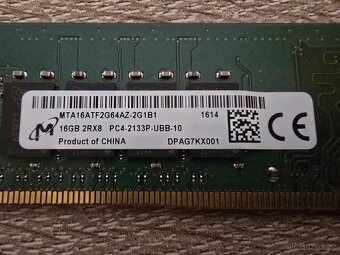 MTA16ATF2G64AZ-2G1B1 1614
16GB 2RX8 PC4-2133P-UBB-10
Product of CHINA DPAG7KX001
CE